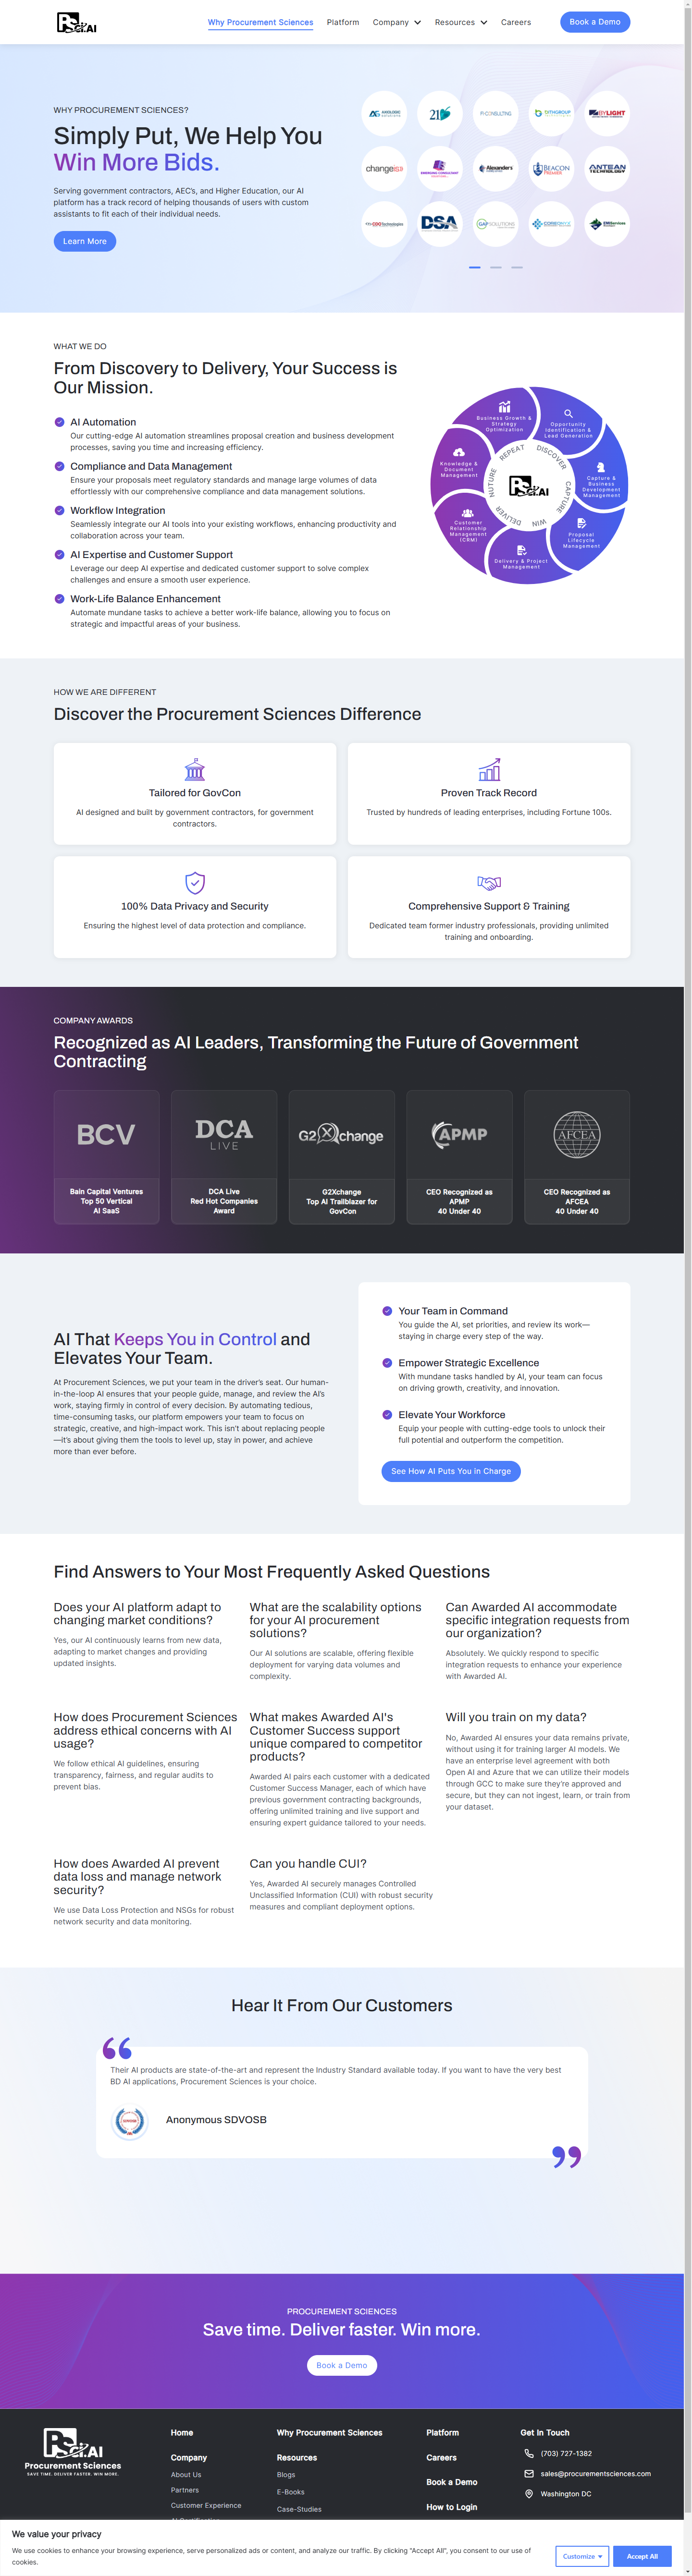 PSci.AI
Why Procurement Sciences
Platform
Company
Resources
Careers
Book a Demo
WHY PROCUREMENT SCIENCES?
Simply Put, We Help You
Win More Bids.
Serving government contractors, AEC's, and Higher Education, our AI
platform has a track record of helping thousands of users with custom
assistants to fit each of their individual needs.
Learn More
changeis
BEACON
ANTEAN
TECHNOLOGY
DSA
WHAT WE DO
From Discovery to Delivery, Your Success is
Our Mission.
AI Automation
Our cutting-edge AI automation streamlines proposal creation and business development
processes, saving you time and increasing efficiency.
Compliance and Data Management
Ensure your proposals meet regulatory standards and manage large volumes of data
effortlessly with our comprehensive compliance and data management solutions.
Workflow Integration
Seamlessly integrate our AI tools into your existing workflows, enhancing productivity and
collaboration across your team.
AI Expertise and Customer Support
Leverage our deep AI expertise and dedicated customer support to solve complex
challenges and ensure a smooth user experience.
Work-Life Balance Enhancement
Automate mundane tasks to achieve a better work-life balance, allowing you to focus on
strategic and impactful areas of your business.
Business Growth &
Strategy
Optimization
Opportunity
Identification &
Lead Generation
Capture &
Business
Development
Management
Proposal
Lifecycle
Management
Delivery & Project
Management
Customer
Relationship
Management
(CRM)
Knowledge &
Document
Management
DISCOVER
CAPTURE
WIN
DELIVER
NUTURE
REPEAT
PSci.AI
HOW WE ARE DIFFERENT
Discover the Procurement Sciences Difference
Tailored for GovCon
AI designed and built by government contractors, for government
contractors.
Proven Track Record
Trusted by hundreds of leading enterprises, including Fortune 100s.
100% Data Privacy and Security
Ensuring the highest level of data protection and compliance.
Comprehensive Support & Training
Dedicated team former industry professionals, providing unlimited
training and onboarding.
COMPANY AWARDS
Recognized as AI Leaders, Transforming the Future of Government
Contracting
BCV
Bain Capital Ventures
Top 50 Vertical
AI SaaS
DCA
LIVE
DCA Live
Red Hot Companies
Award
G2Xchange
G2Xchange
Top AI Trailblazer for
GovCon
APMP
CEO Recognized as
APMP
40 Under 40
AFCEA
CEO Recognized as
AFCEA
40 Under 40
AI That Keeps You in Control and
Elevates Your Team.
At Procurement Sciences, we put your team in the driver's seat. Our human-
in-the-loop AI ensures that your people guide, manage, and review the AI's
work, staying firmly in control of every decision. By automating tedious,
time-consuming tasks, our platform empowers your team to focus on
strategic, creative, and high-impact work. This isn't about replacing people
—it's about giving them the tools to level up, stay in power, and achieve
more than ever before.
Your Team in Command
You guide the AI, set priorities, and review its work—
staying in charge every step of the way.
Empower Strategic Excellence
With mundane tasks handled by AI, your team can focus
on driving growth, creativity, and innovation.
Elevate Your Workforce
Equip your people with cutting-edge tools to unlock their
full potential and outperform the competition.
See How AI Puts You in Charge
Find Answers to Your Most Frequently Asked Questions
Does your AI platform adapt to
changing market conditions?
Yes, our AI continuously learns from new data,
adapting to market changes and providing
updated insights.
What are the scalability options
for your AI procurement
solutions?
Our AI solutions are scalable, offering flexible
deployment for varying data volumes and
complexity.
Can Awarded AI accommodate
specific integration requests from
our organization?
Absolutely. We quickly respond to specific
integration requests to enhance your experience
with Awarded AI.
How does Procurement Sciences
address ethical concerns with AI
usage?
We follow ethical AI guidelines, ensuring
transparency, fairness, and regular audits to
prevent bias.
What makes Awarded AI's
Customer Success support
unique compared to competitor
products?
Awarded AI pairs each customer with a dedicated
Customer Success Manager, each of which have
previous government contracting backgrounds,
offering unlimited training and live support and
ensuring expert guidance tailored to your needs.
Will you train on my data?
No, Awarded AI ensures your data remains private,
without using it for training larger AI models. We
have an enterprise level agreement with both
Open AI and Azure that we can utilize their models
through GCC to make sure they're approved and
secure, but they can not ingest, learn, or train from
your dataset.
How does Awarded AI prevent
data loss and manage network
security?
We use Data Loss Protection and NSGs for robust
network security and data monitoring.
Can you handle CUI?
Yes, Awarded AI securely manages Controlled
Unclassified Information (CUI) with robust security
measures and compliant deployment options.
Hear It From Our Customers
Their AI products are state-of-the-art and represent the Industry Standard available today. If you want to have the very best
BD AI applications, Procurement Sciences is your choice.
Anonymous SDVOSB
PROCUREMENT SCIENCES
Save time. Deliver faster. Win more.
Book a Demo
PSci.AI
Procurement Sciences
SAVE TIME. DELIVER FASTER. WIN MORE.
Home
Company
About Us
Partners
Customer Experience
Why Procurement Sciences
Resources
Blogs
E-Books
Case-Studies
Platform
Careers
Book a Demo
How to Login
Get In Touch
(703) 727-1382
sales@procurementsciences.com
Washington DC
We value your privacy
We use cookies to enhance your browsing experience, serve personalized ads or content, and analyze our traffic. By clicking "Accept All", you consent to our use of
cookies.
Customize
Accept All